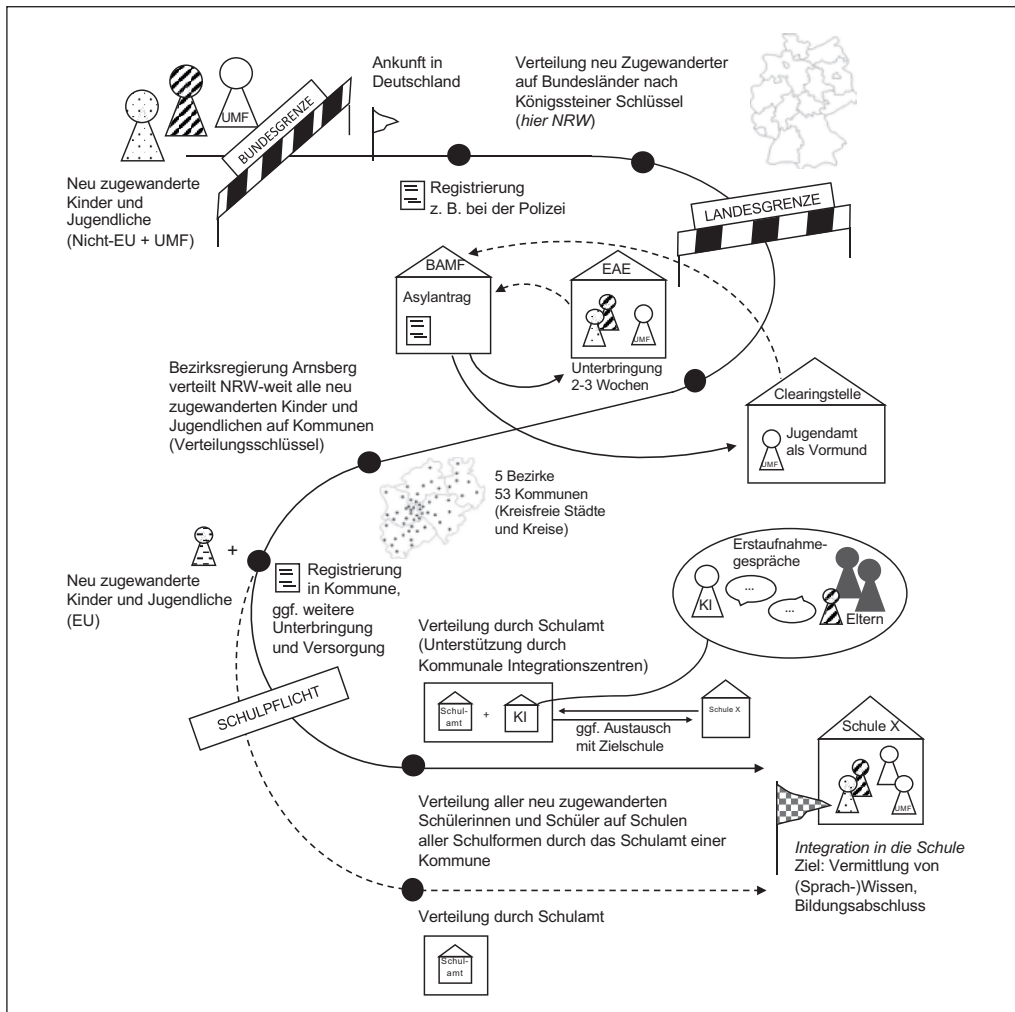 Ankunft in
Deutschland
Verteilung neu Zugewanderter
auf Bundesländer nach
Königssteiner Schlüssel
(hier NRW)
UMF
BUNDESGRENZE
Neu zugewanderte
Kinder und
Jugendliche
(Nicht-EU + UMF)
Registrierung
z. B. bei der Polizei
LANDESGRENZE
BAMF
Asylantrag
EAE
UMF
Unterbringung
2-3 Wochen
Clearingstelle
Jugendamt
als Vormund
UMF
Bezirksregierung Arnsberg
verteilt NRW-weit alle neu
zugewanderten Kinder und
Jugendlichen auf Kommunen
(Verteilungsschlüssel)
5 Bezirke
53 Kommunen
(Kreisfreie Städte
und Kreise)
+
Neu zugewanderte
Kinder und Jugendliche
(EU)
Registrierung
in Kommune,
ggf. weitere
Unterbringung
und Versorgung
Erstaufnahme-
gespräche
KI
...
...
Eltern
SCHULPFLICHT
Verteilung durch Schulamt
(Unterstützung durch
Kommunale Integrationszentren)
Schul-
amt
+
KI
Schule X
ggf. Austausch
mit Zielschule
Schule X
UMF
Verteilung aller neu zugewanderten
Schülerinnen und Schüler auf Schulen
aller Schulformen durch das Schulamt einer
Kommune
Integration in die Schule
Ziel: Vermittlung von
(Sprach-)Wissen,
Bildungsabschluss
Verteilung durch Schulamt
Schul-
amt